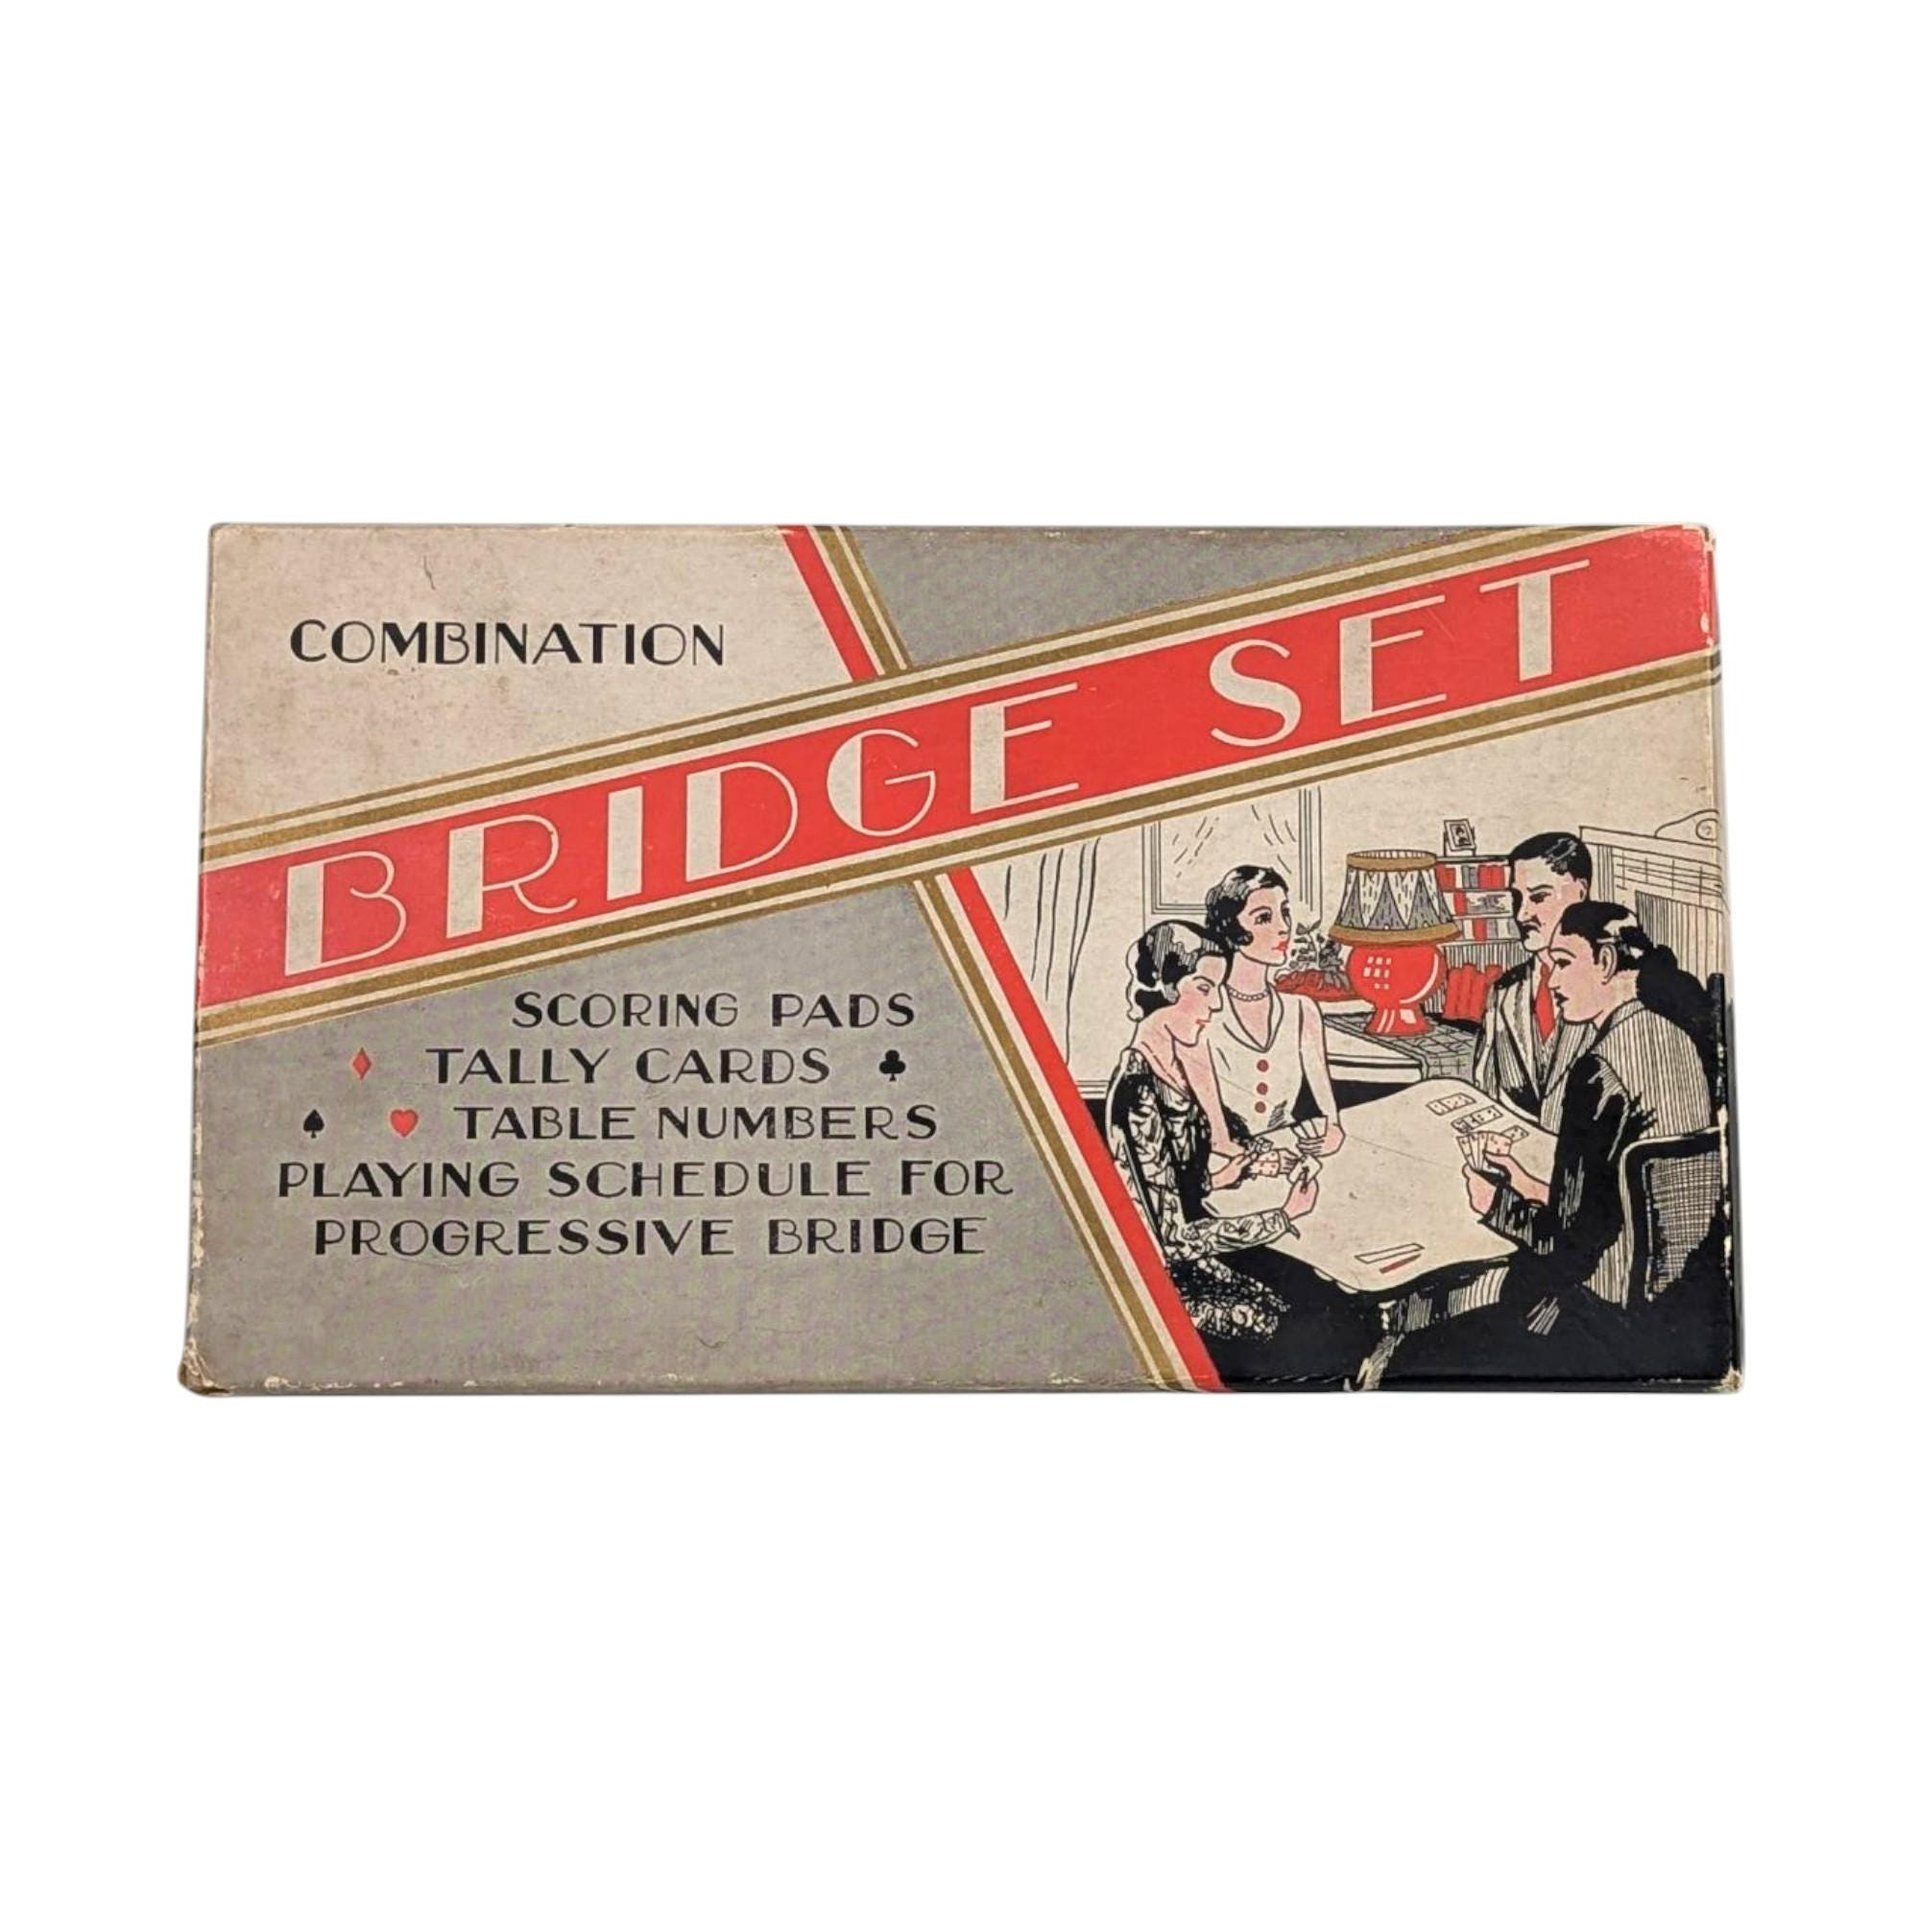 COMBINATION
BRIDGE SET
SCORING PADS
TALLY CARDS
TABLE NUMBERS
PLAYING SCHEDULE FOR
PROGRESSIVE BRIDGE